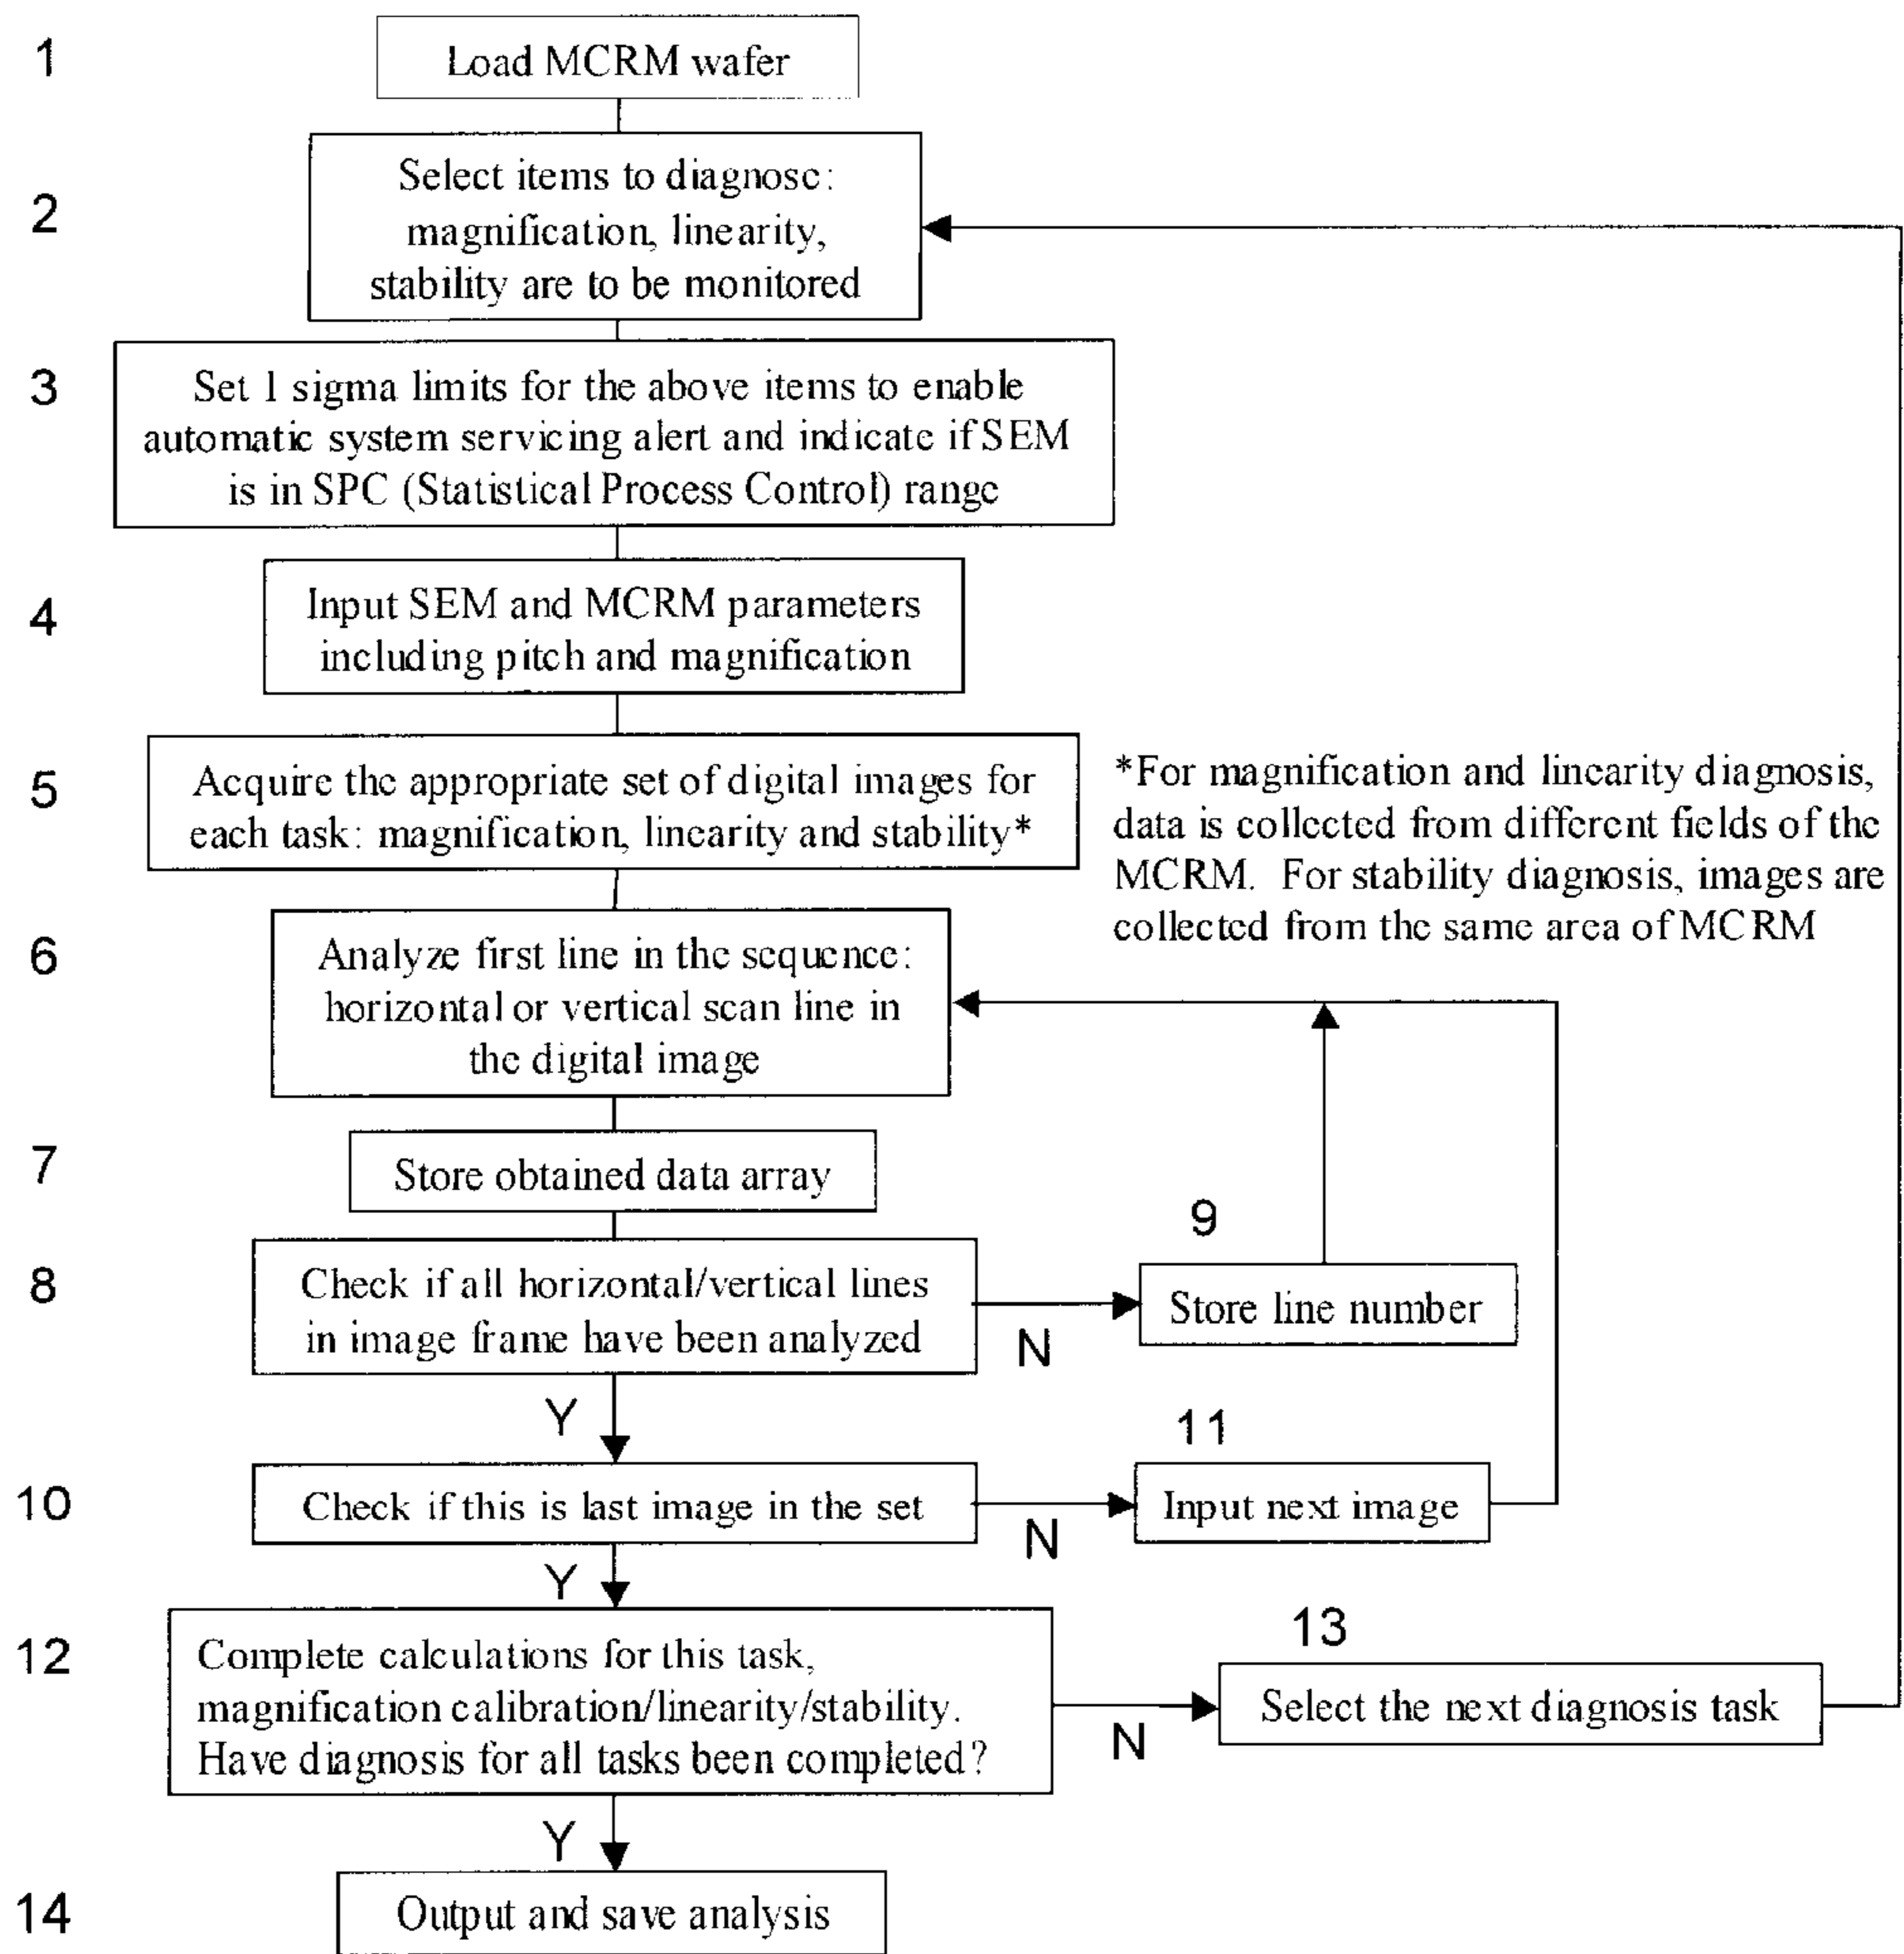 1
Load MCRM wafer
2
Select items to diagnose:
magnification, linearity,
stability are to be monitored
3
Set 1 sigma limits for the above items to enable
automatic system servicing alert and indicate if SEM
is in SPC (Statistical Process Control) range
4
Input SEM and MCRM parameters
including pitch and magnification
5
Acquire the appropriate set of digital images for
each task: magnification, linearity and stability*
*For magnification and linearity diagnosis,
data is collected from different fields of the
MCRM. For stability diagnosis, images are
collected from the same area of MCRM
6
Analyze first line in the sequence:
horizontal or vertical scan line in
the digital image
7
Store obtained data array
8
Check if all horizontal/vertical lines
in image frame have been analyzed
N
9
Store line number
Y
10
Check if this is last image in the set
N
11
Input next image
Y
12
Complete calculations for this task,
magnification calibration/linearity/stability.
Have diagnosis for all tasks been completed?
N
13
Select the next diagnosis task
Y
14
Output and save analysis